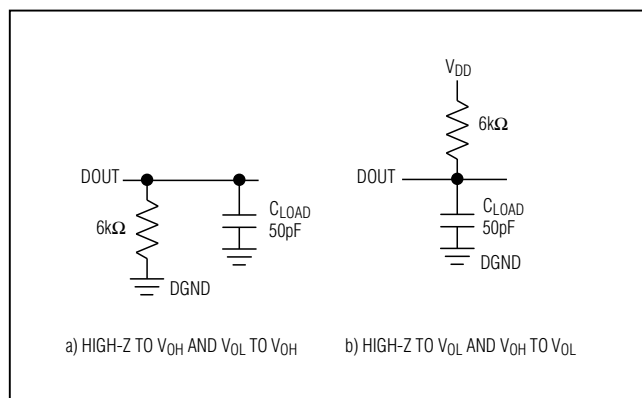 DOUT
6kΩ
DGND
CLOAD
50pF
a) HIGH-Z TO VOH AND VOL TO VOH
VDD
6kΩ
DOUT
CLOAD
50pF
DGND
b) HIGH-Z TO VOL AND VOH TO VOL